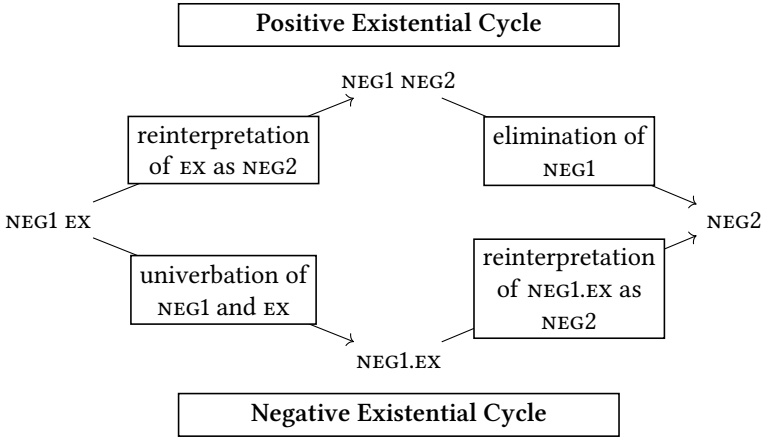 Positive Existential Cycle
NEG1 NEG2
reinterpretation
of EX as NEG2
elimination of
NEG1
NEG1 EX
NEG2
univerbation of
NEG1 and EX
reinterpretation
of NEG1.EX as
NEG2
NEG1.EX
Negative Existential Cycle